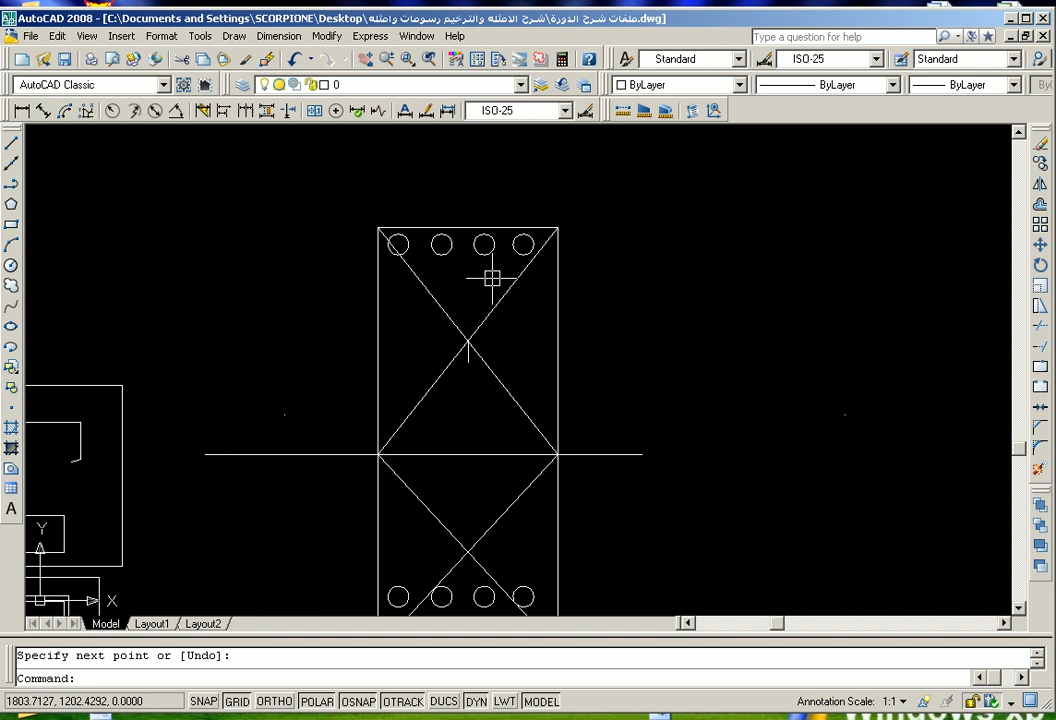 AutoCAD 2008 - [C:\Documents and Settings\SCORPIONE\Desktop\ملفات شرح الدورة\شرح الامثله والترخيم رسومات وامثله.dwg]
File Edit View Insert Format Tools Draw Dimension Modify Express Window Help
Type a question for help
Standard ISO-25 Standard
AutoCAD Classic 0 ByLayer ByLayer ByLayer
ISO-25
A
Y
X
Model Layout1 Layout2
Specify next point or [Undo]:
Command:
1803.7127, 1202.4292, 0.0000 SNAP GRID ORTHO POLAR OSNAP OTRACK DUCS DYN LWT MODEL Annotation Scale: 1:1